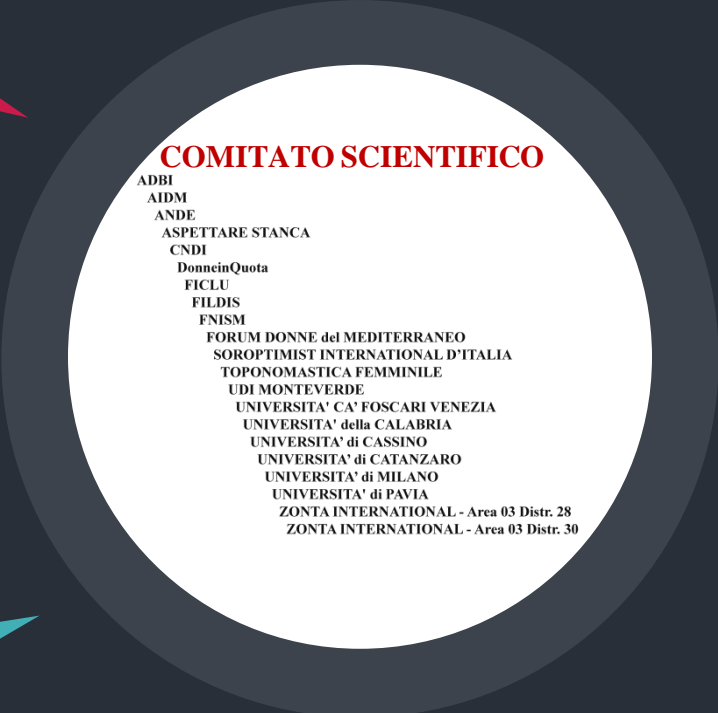 COMITATO SCIENTIFICO
ADBI
AIDM
ANDE
ASPETTARE STANCA
CNDI
DonneinQuota
FICLU
FILDIS
FNISM
FORUM DONNE del MEDITERRANEO
SOROPTIMIST INTERNATIONAL D’ITALIA
TOPONOMASTICA FEMMINILE
UDI MONTEVERDE
UNIVERSITA' CA’ FOSCARI VENEZIA
UNIVERSITA' della CALABRIA
UNIVERSITA’ di CASSINO
UNIVERSITA’ di CATANZARO
UNIVERSITA’ di MILANO
UNIVERSITA' di PAVIA
ZONTA INTERNATIONAL - Area 03 Distr. 28
ZONTA INTERNATIONAL - Area 03 Distr. 30